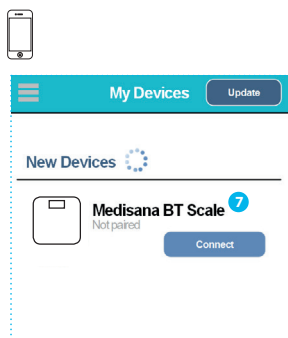 My Devices Update
New Devices
Medisana BT Scale 7
Not paired
Connect